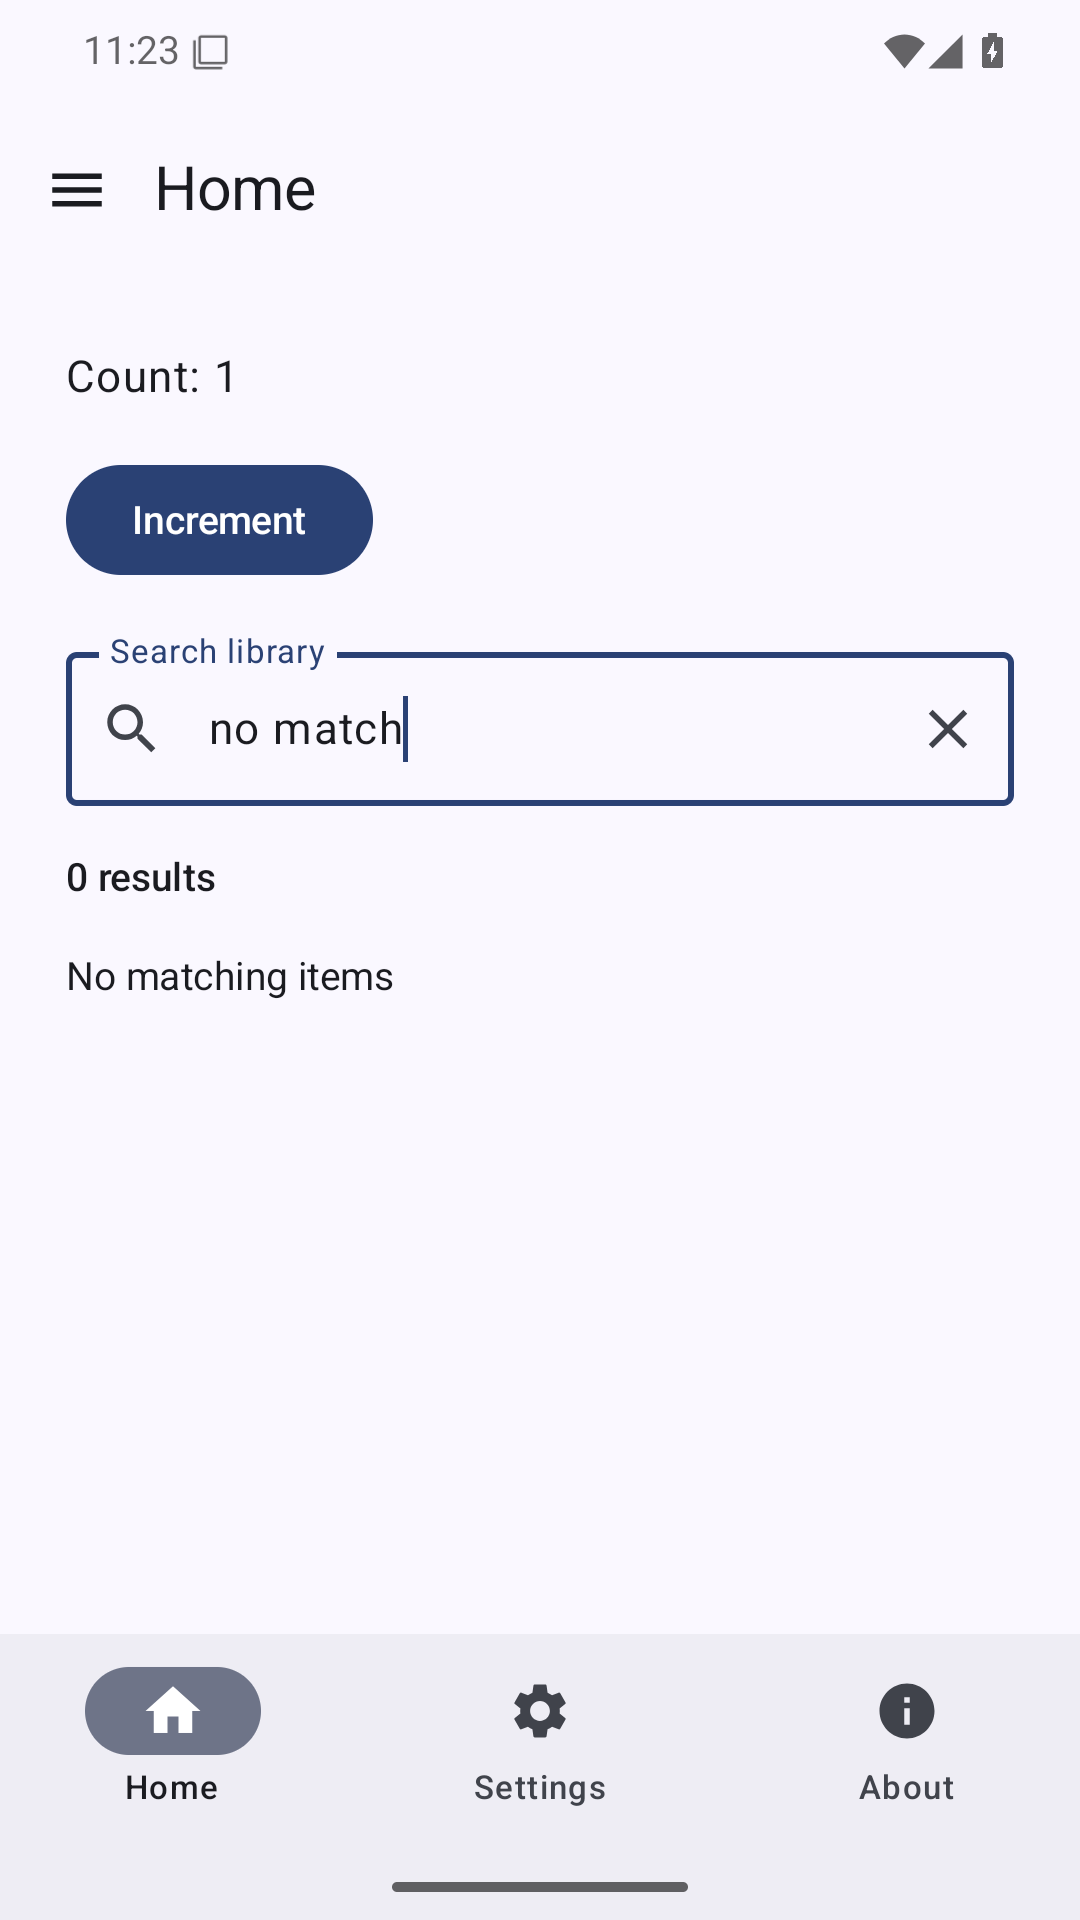 11:23
Home
Count: 1
Increment
Search library
no match
0 results
No matching items
Home
Settings
About